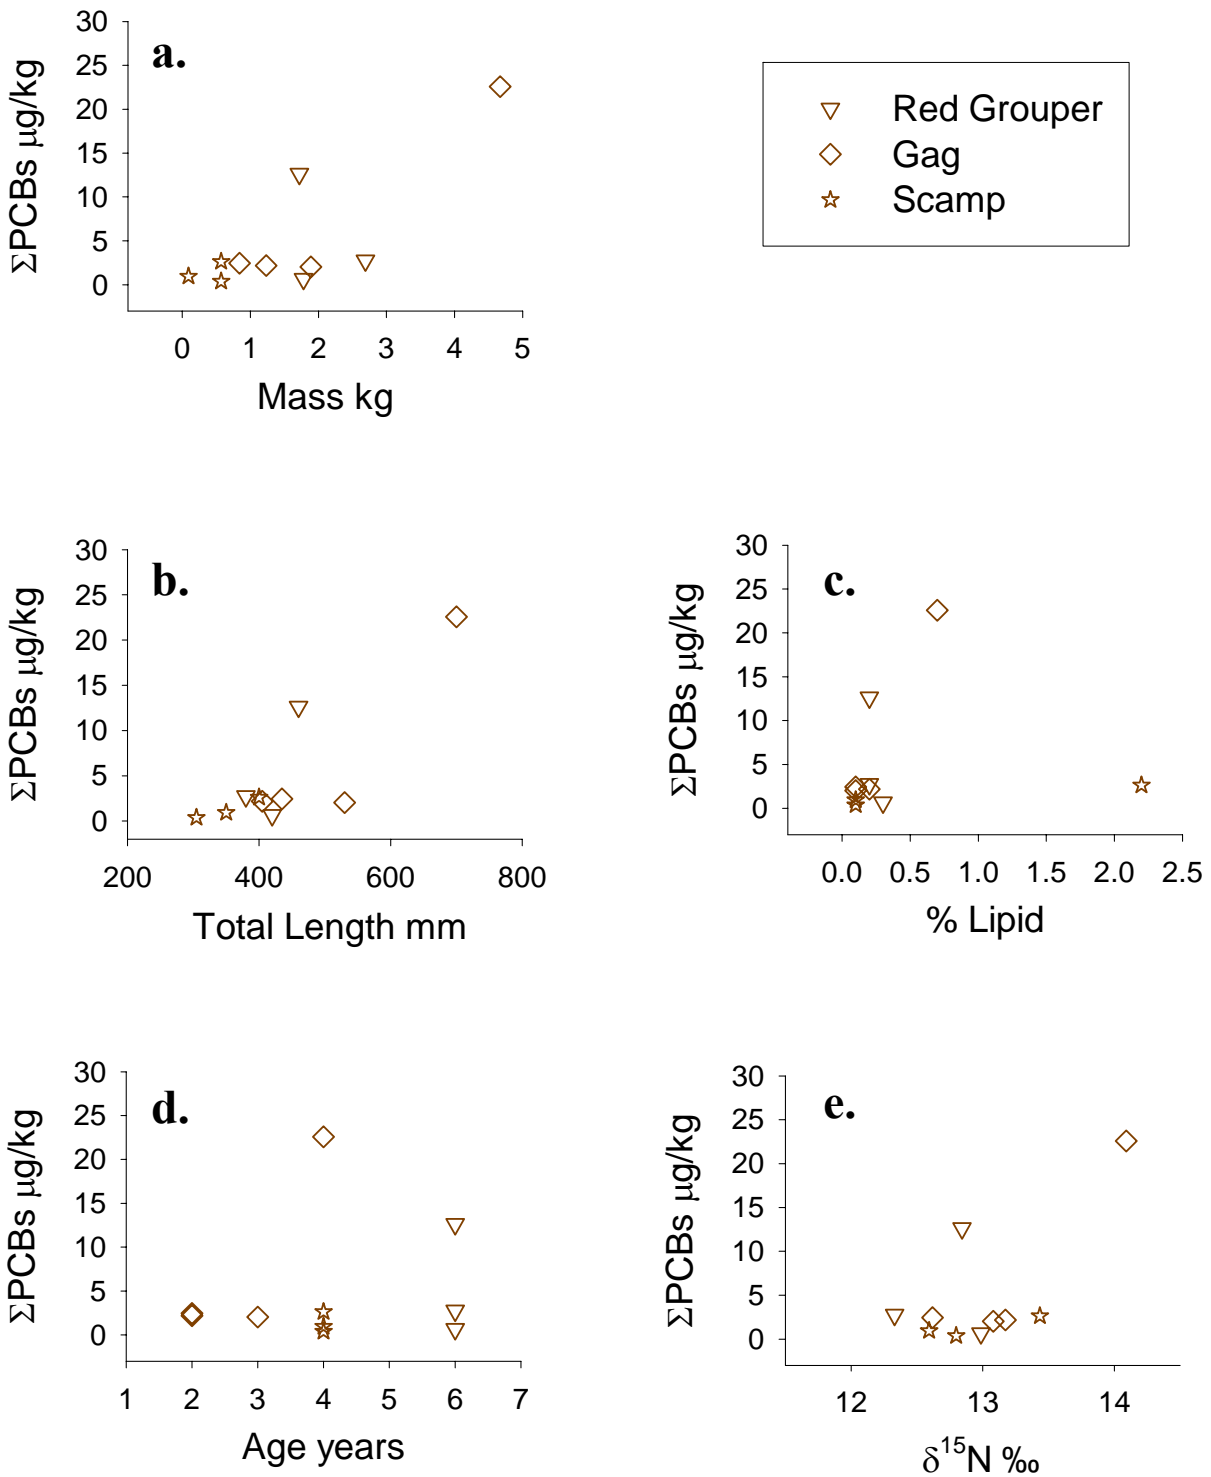 a.
ΣPCBs μg/kg
30
25
20
15
10
5
0
0 1 2 3 4 5
Mass kg
Red Grouper
Gag
Scamp
b.
ΣPCBs μg/kg
30
25
20
15
10
5
0
200 400 600 800
Total Length mm
c.
ΣPCBs μg/kg
30
25
20
15
10
5
0
0.0 0.5 1.0 1.5 2.0 2.5
% Lipid
d.
ΣPCBs μg/kg
30
25
20
15
10
5
0
1 2 3 4 5 6 7
Age years
e.
ΣPCBs μg/kg
30
25
20
15
10
5
0
12 13 14
δ¹⁵N ‰